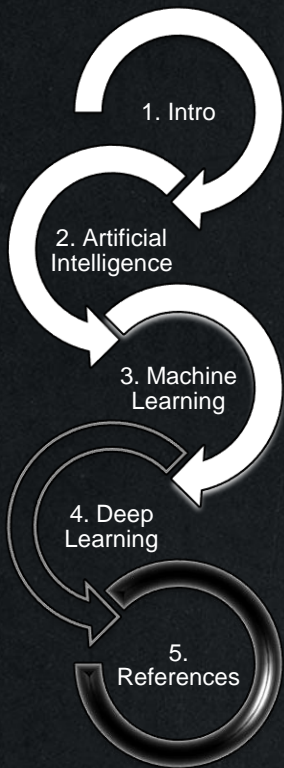 1. Intro
2. Artificial
Intelligence
3. Machine
Learning
4. Deep
Learning
5.
References